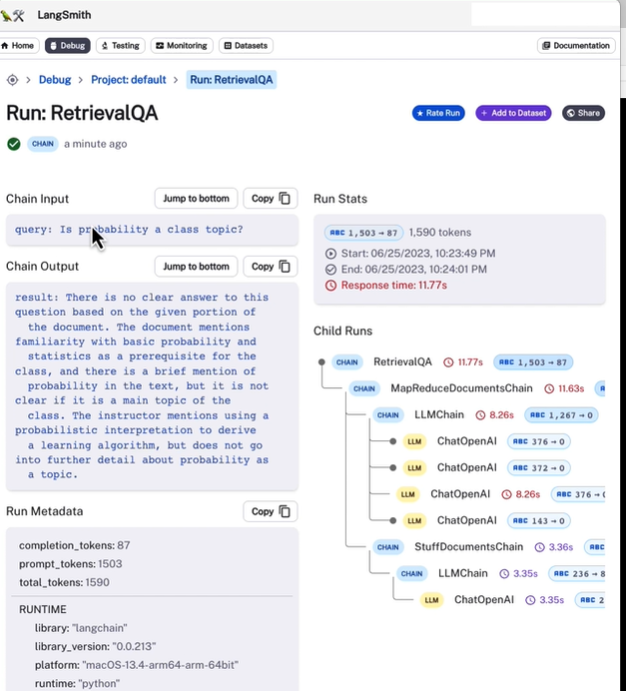 LangSmith
Home Debug Testing Monitoring Datasets Documentation
Debug > Project: default > Run: RetrievalQA
Run: RetrievalQA
Rate Run + Add to Dataset Share
CHAIN a minute ago
Chain Input Jump to bottom Copy
query: Is probability a class topic?
Chain Output Jump to bottom Copy
result: There is no clear answer to this
question based on the given portion of
the document. The document mentions
familiarity with basic probability and
statistics as a prerequisite for the
class, and there is a brief mention of
probability in the text, but it is not
clear if it is a main topic of the
class. The instructor mentions using a
probabilistic interpretation to derive
a learning algorithm, but does not go
into further detail about probability as
a topic.
Run Metadata Copy
completion_tokens: 87
prompt_tokens: 1503
total_tokens: 1590
RUNTIME
library: "langchain"
library_version: "0.0.213"
platform: "macOS-13.4-arm64-arm-64bit"
runtime: "python"
Run Stats
ABC 1,503 → 87 1,590 tokens
Start: 06/25/2023, 10:23:49 PM
End: 06/25/2023, 10:24:01 PM
Response time: 11.77s
Child Runs
CHAIN RetrievalQA 11.77s ABC 1,503 → 87
CHAIN MapReduceDocumentsChain 11.63s
CHAIN LLMChain 8.26s ABC 1,267 → 0
LLM ChatOpenAI ABC 376 → 0
LLM ChatOpenAI ABC 372 → 0
LLM ChatOpenAI 8.26s ABC 376 →
LLM ChatOpenAI ABC 143 → 0
CHAIN StuffDocumentsChain 3.36s ABC
CHAIN LLMChain 3.35s ABC 236 → 8
LLM ChatOpenAI 3.35s ABC 2